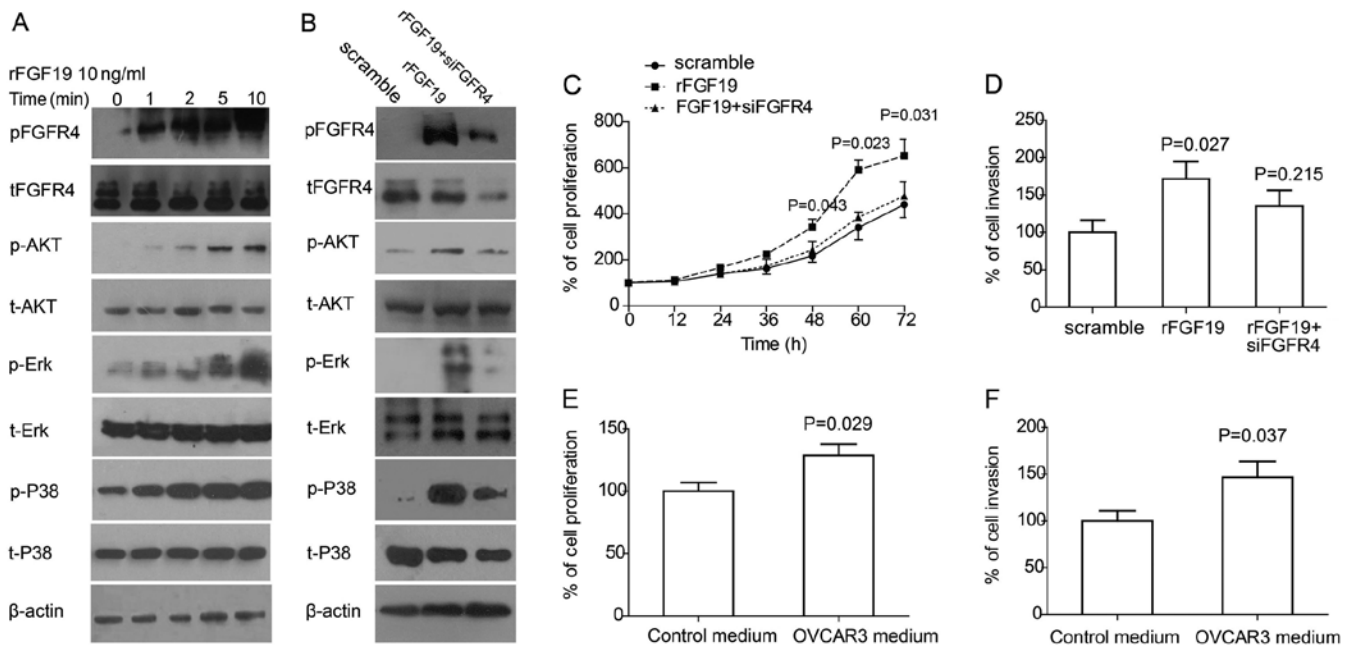 A
rFGF19 10 ng/ml
Time (min) 0 1 2 5 10
pFGFR4
tFGFR4
p-AKT
t-AKT
p-Erk
t-Erk
p-P38
t-P38
β-actin
B
scramble
rFGF19
rFGF19+siFGFR4
pFGFR4
tFGFR4
p-AKT
t-AKT
p-Erk
t-Erk
p-P38
t-P38
β-actin
C
scramble
rFGF19
FGF19+siFGFR4
% of cell proliferation
800
600
400
200
0
P=0.043
P=0.023
P=0.031
0 12 24 36 48 60 72
Time (h)
D
% of cell invasion
250
200
150
100
50
0
P=0.027
P=0.215
scramble
rFGF19
rFGF19+
siFGFR4
E
% of cell proliferation
150
100
50
0
P=0.029
Control medium
OVCAR3 medium
F
% of cell invasion
200
150
100
50
0
P=0.037
Control medium
OVCAR3 medium